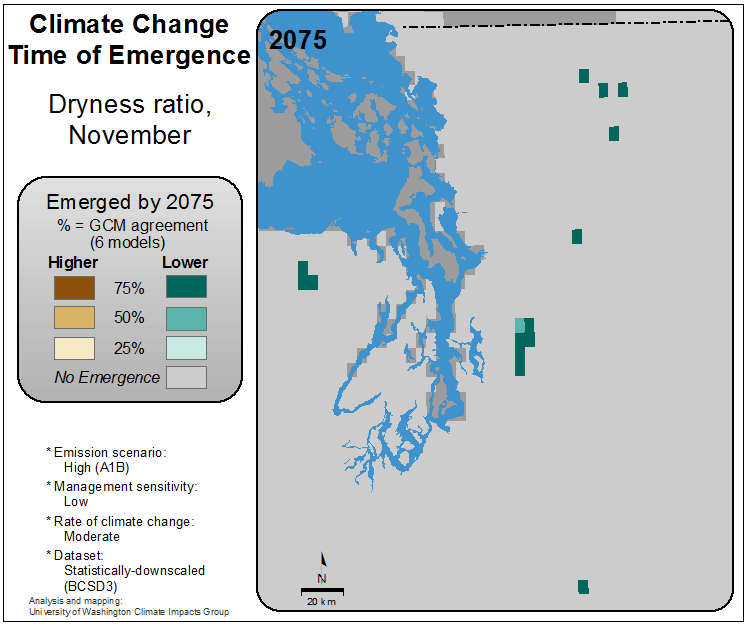 Climate Change
Time of Emergence
Dryness ratio,
November
Emerged by 2075
% = GCM agreement
(6 models)
Higher Lower
75%
50%
25%
No Emergence
* Emission scenario:
High (A1B)
* Management sensitivity:
Low
* Rate of climate change:
Moderate
* Dataset:
Statistically-downscaled
(BCSD3)
Analysis and mapping:
University of Washington Climate Impacts Group
2075
N
20 km